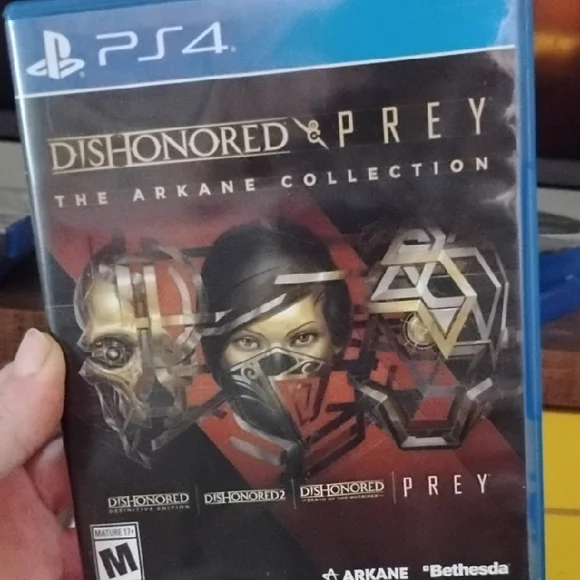 PS4
DISHONORED & PREY
THE ARKANE COLLECTION
DISHONORED DEFINITIVE EDITION
DISHONORED 2
DISHONORED DEATH OF THE OUTSIDER
PREY
MATURE 17+
M
ARKANE
Bethesda